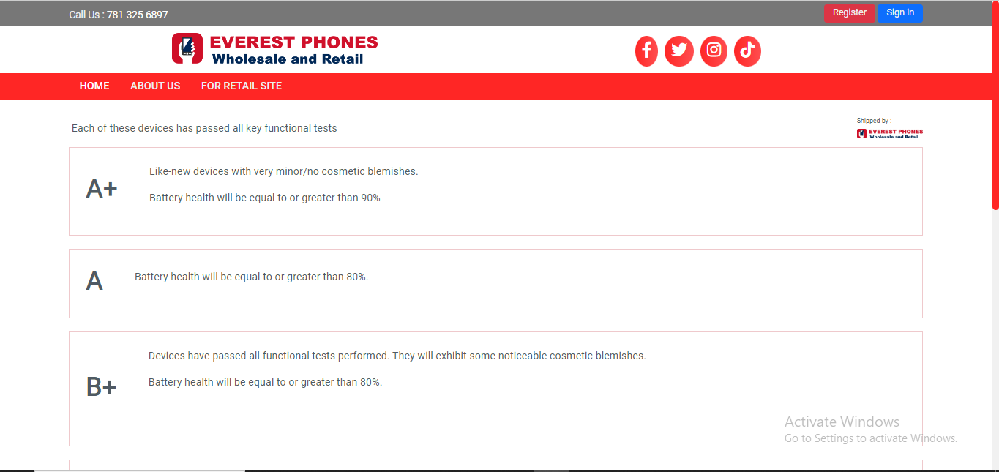 Call Us : 781-325-6897
Register
Sign in
EVEREST PHONES
Wholesale and Retail
HOME
ABOUT US
FOR RETAIL SITE
Each of these devices has passed all key functional tests
Shipped by :
EVEREST PHONES
Wholesale and Retail
A+
Like-new devices with very minor/no cosmetic blemishes.
Battery health will be equal to or greater than 90%
A
Battery health will be equal to or greater than 80%.
B+
Devices have passed all functional tests performed. They will exhibit some noticeable cosmetic blemishes.
Battery health will be equal to or greater than 80%.
Activate Windows
Go to Settings to activate Windows.